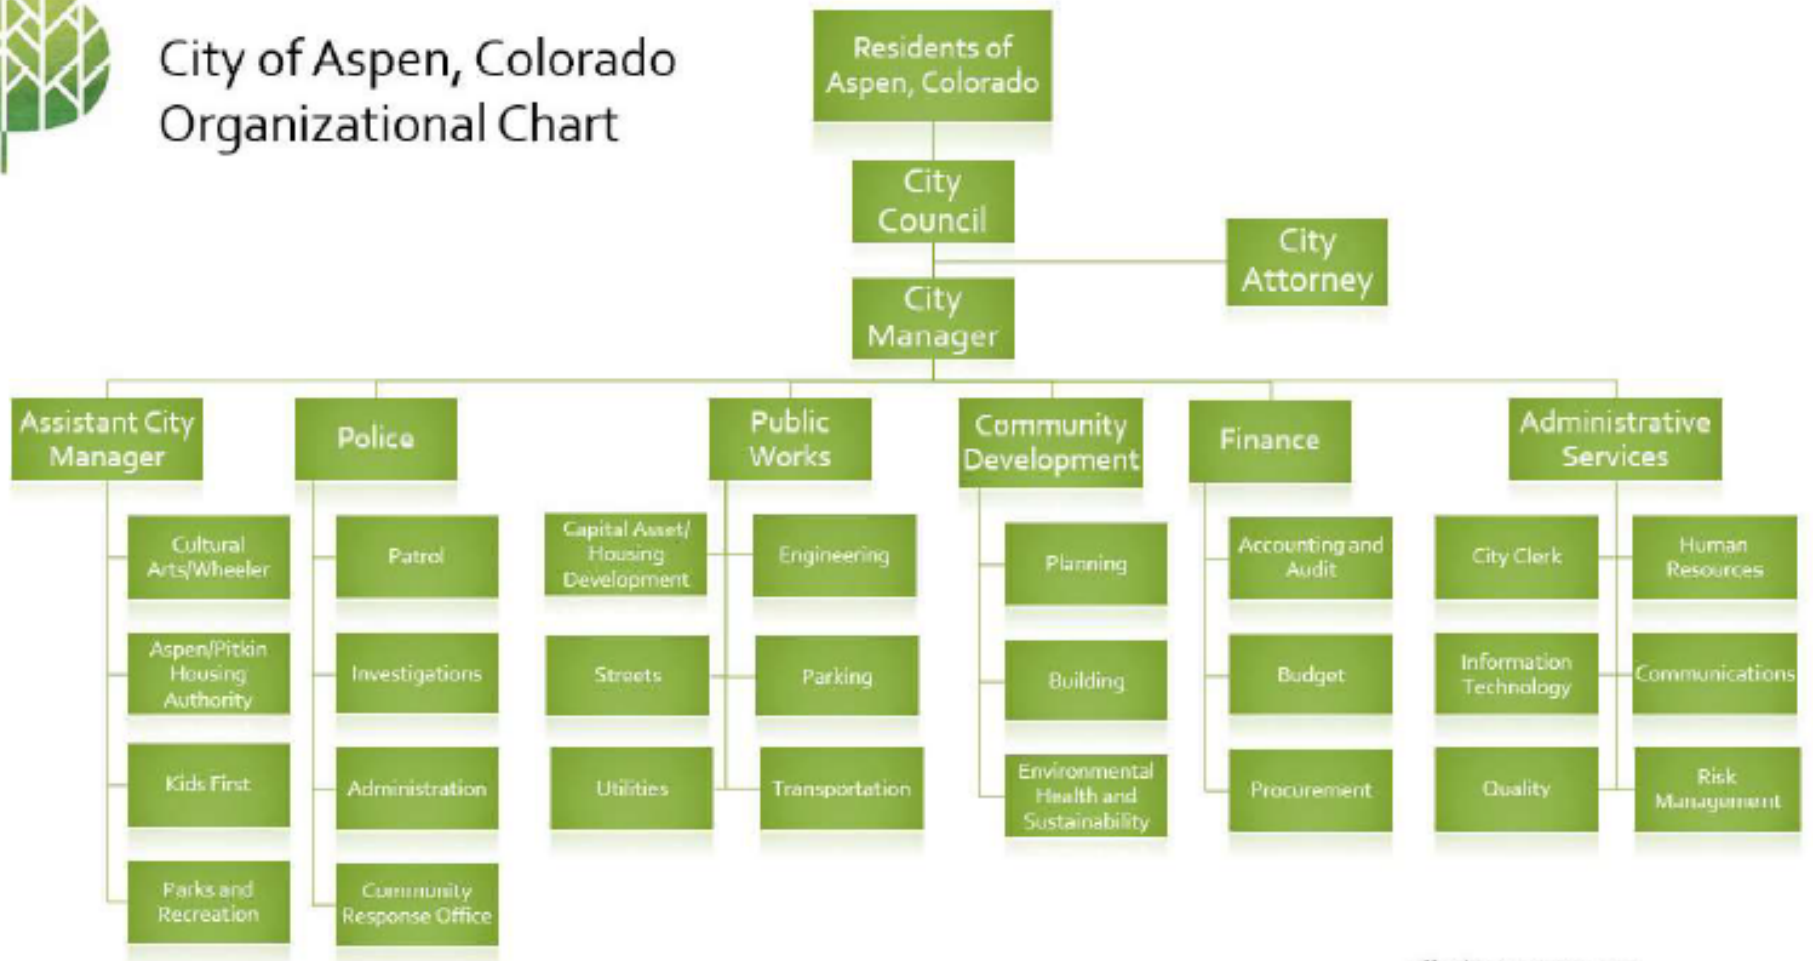 City of Aspen, Colorado
Organizational Chart
Residents of
Aspen, Colorado
City
Council
City
Attorney
City
Manager
Assistant City
Manager
Police
Public
Works
Community
Development
Finance
Administrative
Services
Cultural
Arts/Wheeler
Aspen/Pitkin
Housing
Authority
Kids First
Parks and
Recreation
Patrol
Investigations
Administration
Community
Response Office
Capital Asset/
Housing
Development
Engineering
Streets
Parking
Utilities
Transportation
Planning
Building
Environmental
Health and
Sustainability
Accounting and
Audit
Budget
Procurement
City Clerk
Human
Resources
Information
Technology
Communications
Quality
Risk
Management